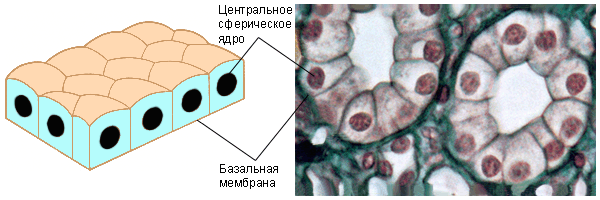 Центральное
сферическое
ядро
Базальная
мембрана